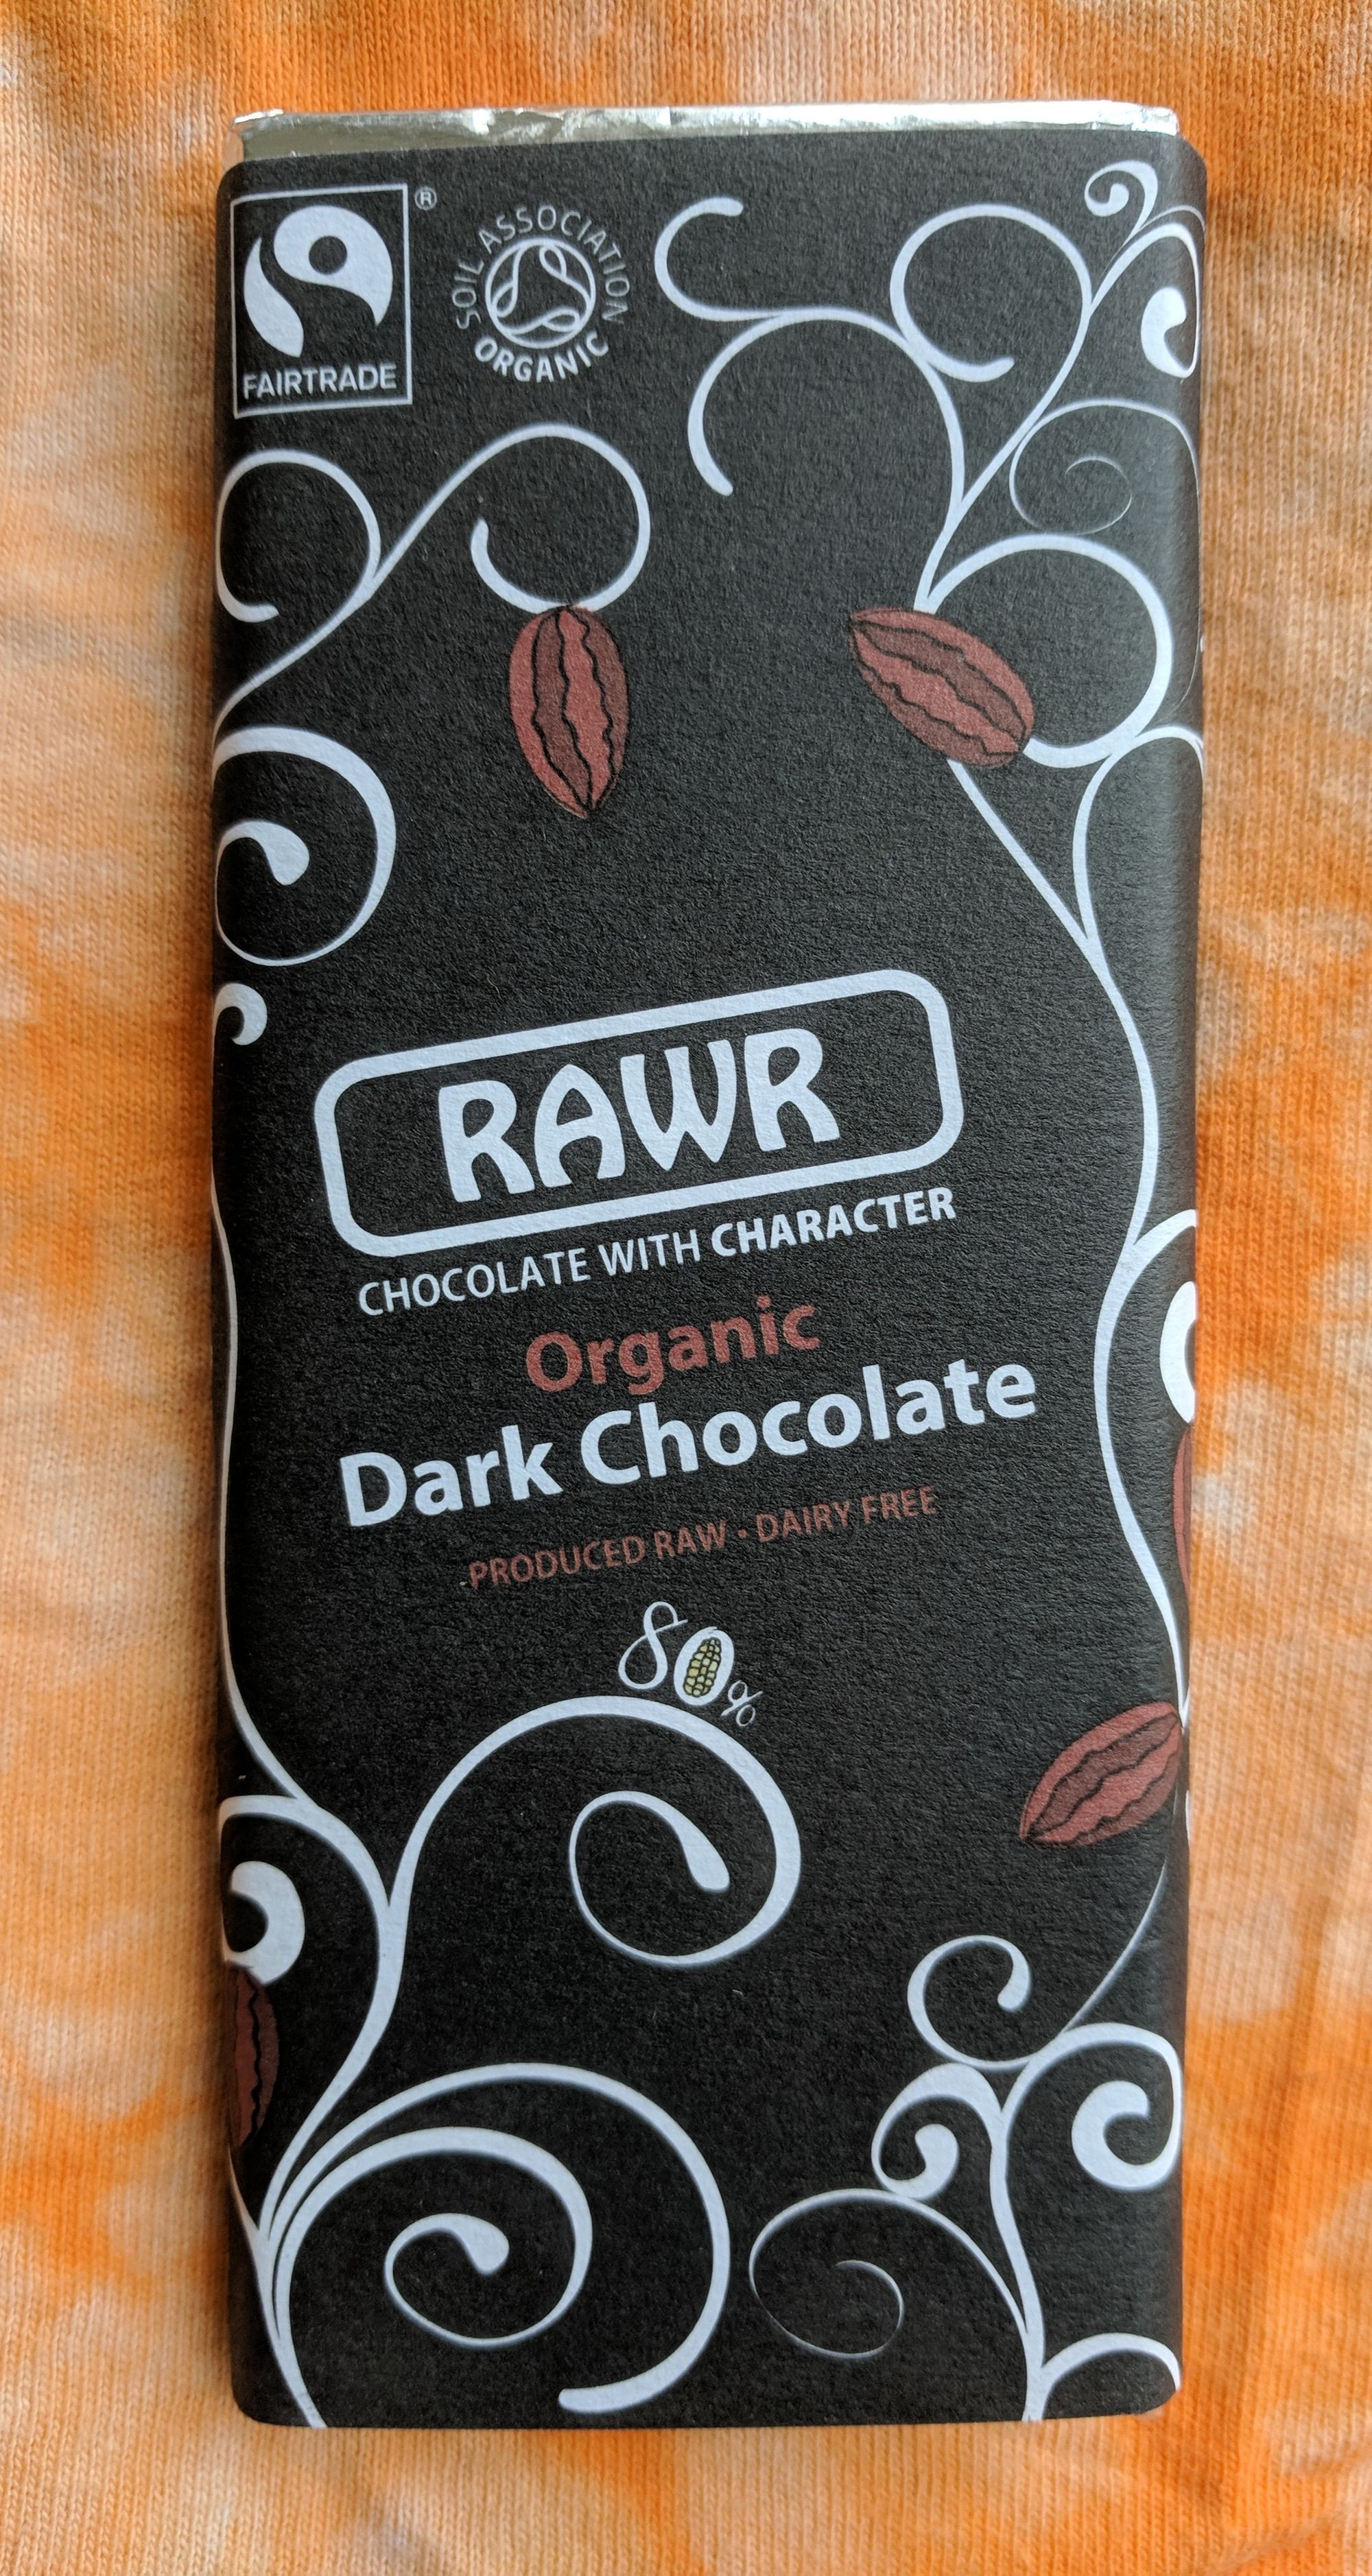 FAIRTRADE
®
SOIL ASSOCIATION
ORGANIC
RAWR
CHOCOLATE WITH CHARACTER
Organic
Dark Chocolate
PRODUCED RAW • DAIRY FREE
80%